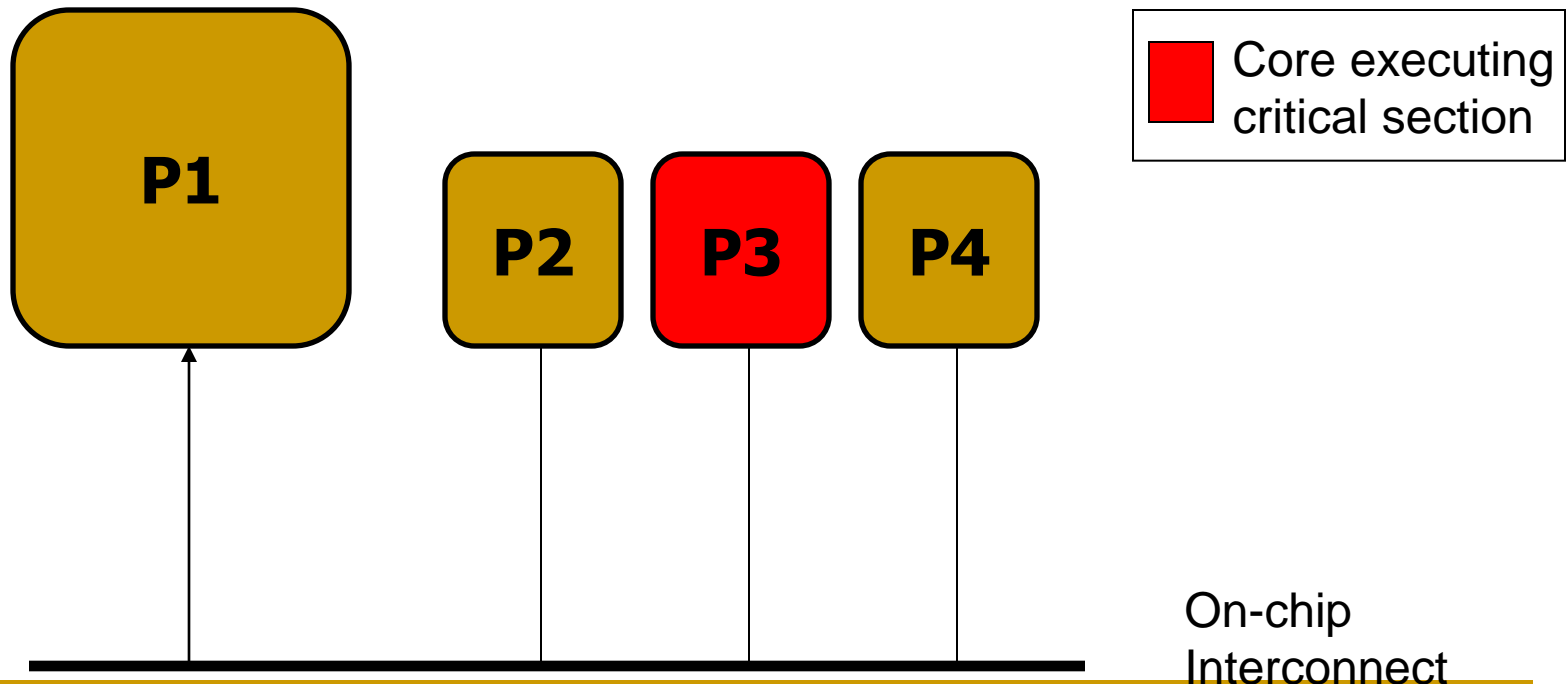 P1
P2
P3
P4
Core executing
critical section
On-chip
Interconnect